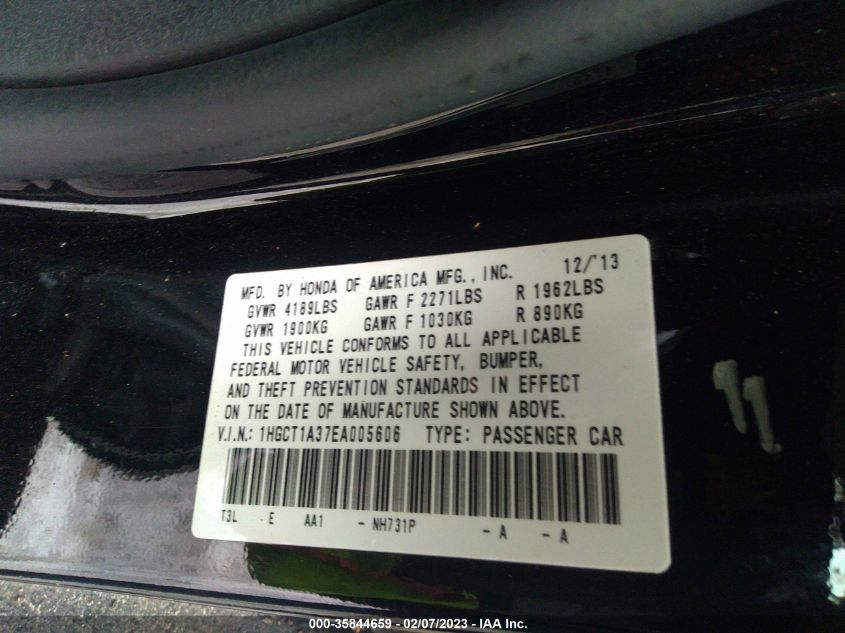 MFD. BY HONDA OF AMERICA MFG., INC. 12/'13
GVWR 4189LBS GAWR F 2271LBS R 1962LBS
GVWR 1900KG GAWR F 1030KG R 890KG
THIS VEHICLE CONFORMS TO ALL APPLICABLE
FEDERAL MOTOR VEHICLE SAFETY, BUMPER,
AND THEFT PREVENTION STANDARDS IN EFFECT
ON THE DATE OF MANUFACTURE SHOWN ABOVE.
V.I.N.: 1HGCT1A37EA005606 TYPE: PASSENGER CAR
T3L E AA1 - NH731P - A - A
11
000-35844659 - 02/07/2023 - IAA Inc.